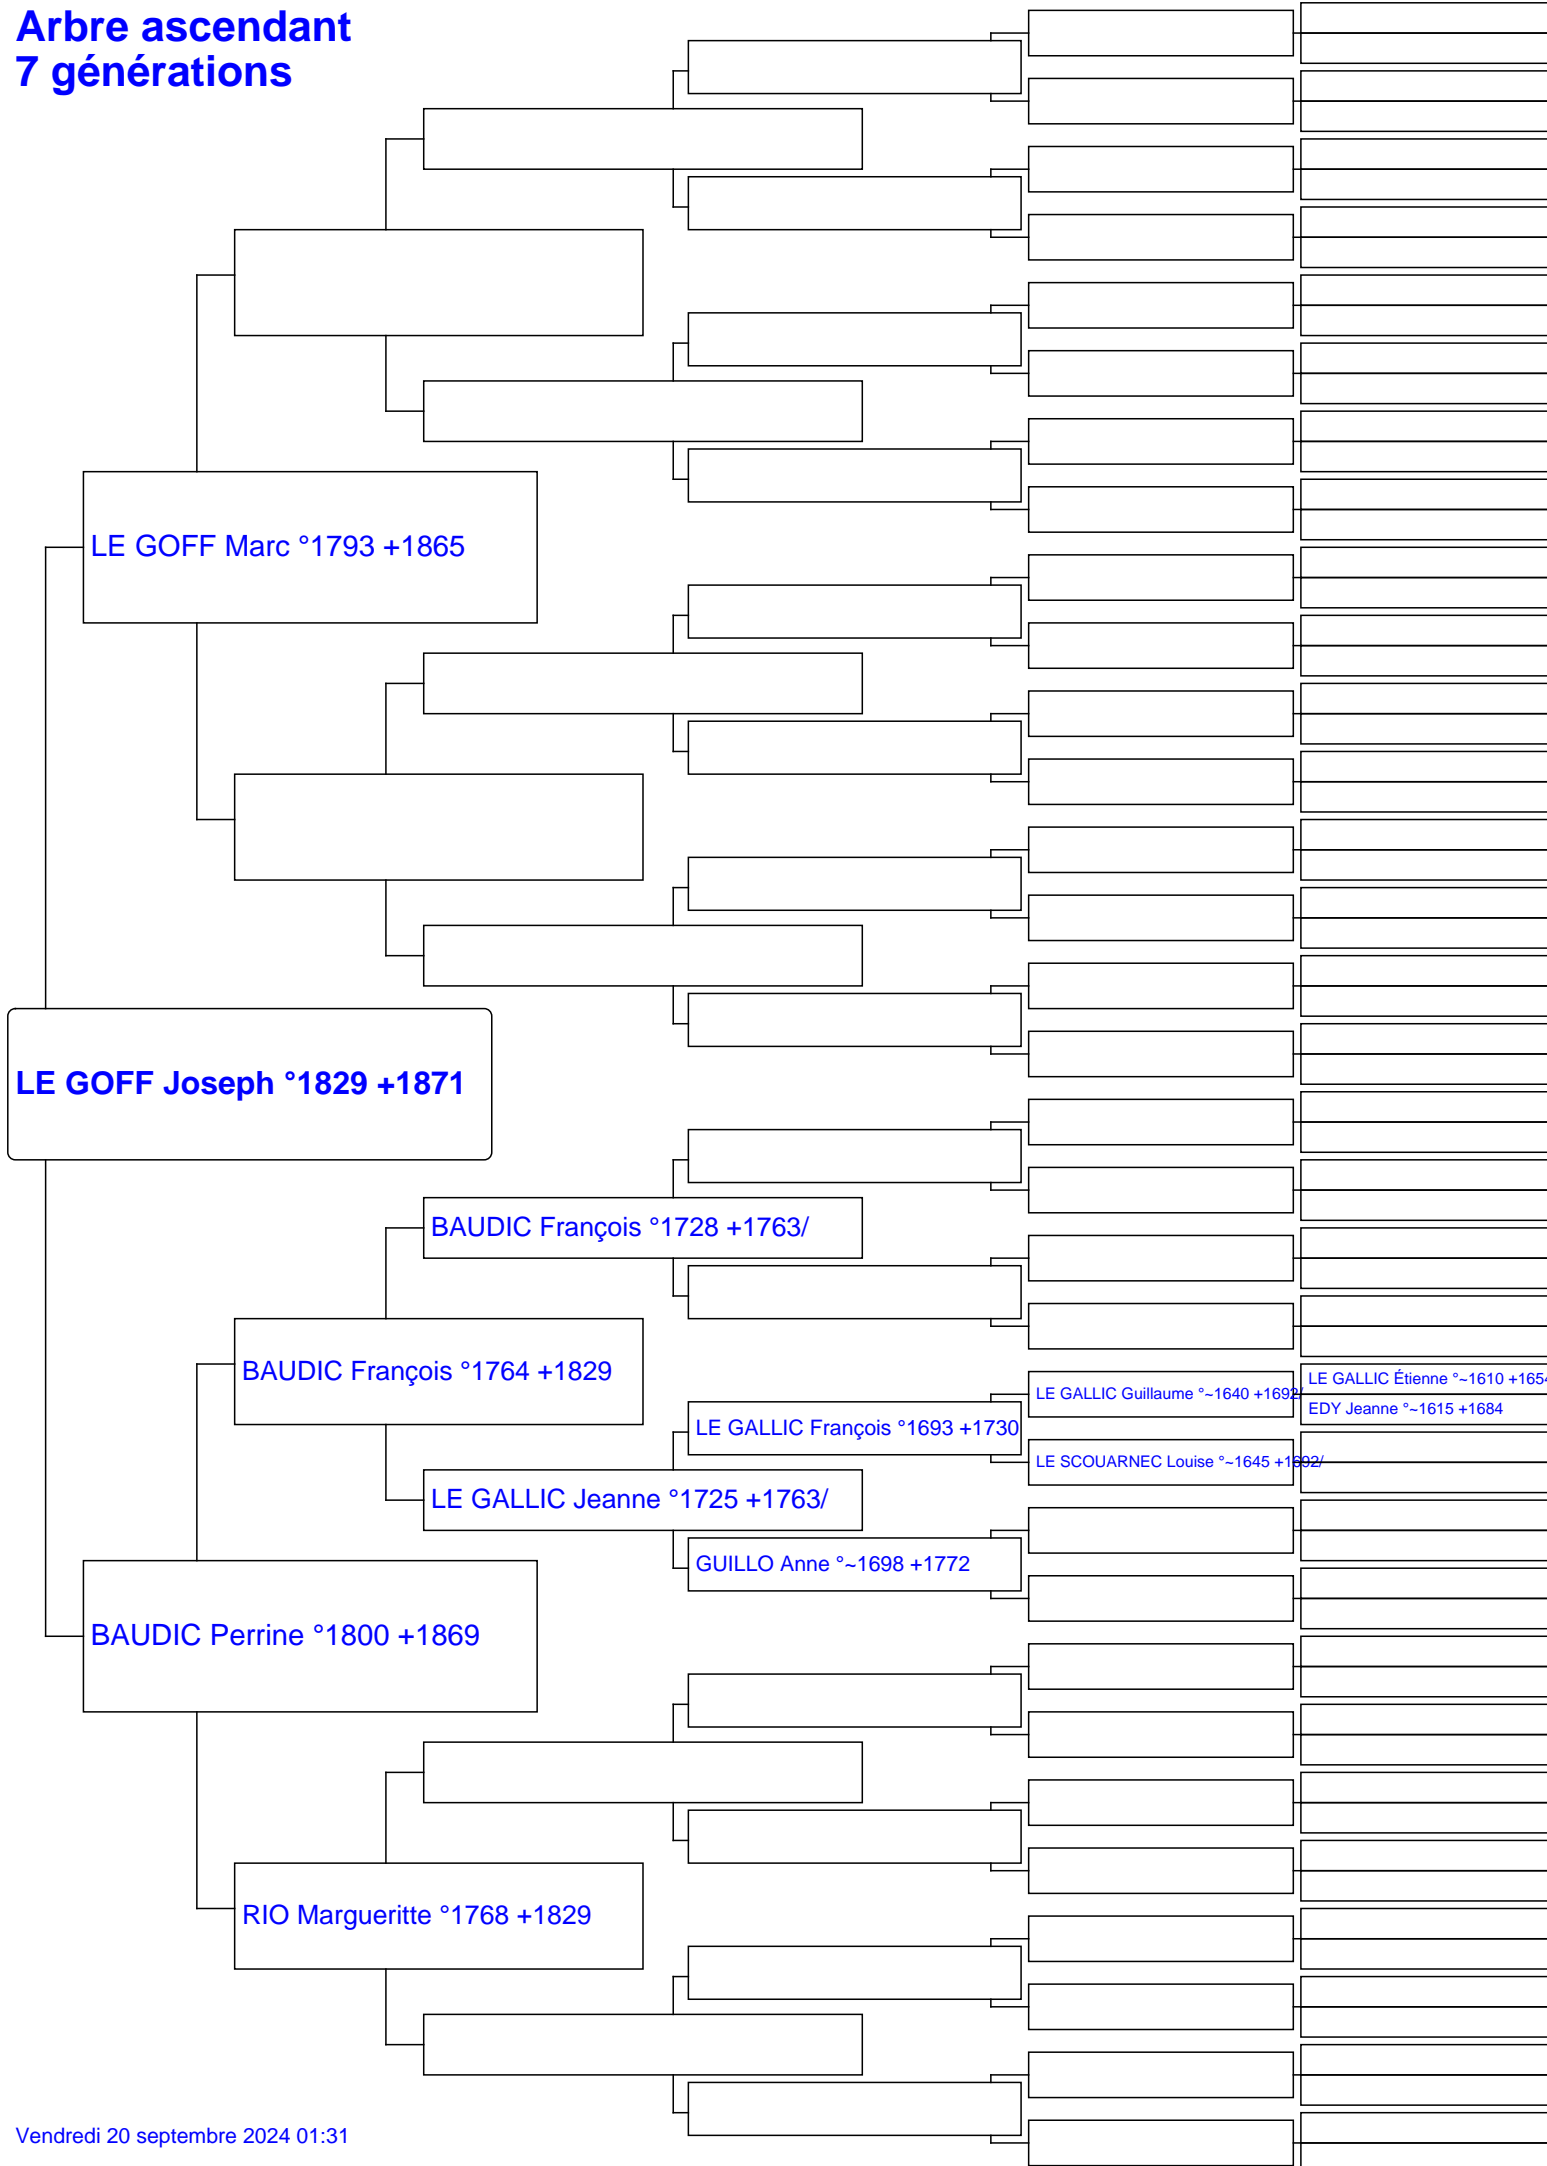 Arbre ascendant
7 générations
LE GOFF Marc °1793 +1865
LE GOFF Joseph °1829 +1871
BAUDIC François °1728 +1763/
BAUDIC François °1764 +1829
LE GALLIC Guillaume °~1640 +1692/
LE GALLIC Étienne °~1610 +1654
EDY Jeanne °~1615 +1684
LE GALLIC François °1693 +1730
LE SCOUARNEC Louise °~1645 +1692/
LE GALLIC Jeanne °1725 +1763/
GUILLO Anne °~1698 +1772
BAUDIC Perrine °1800 +1869
RIO Margueritte °1768 +1829
Vendredi 20 septembre 2024 01:31